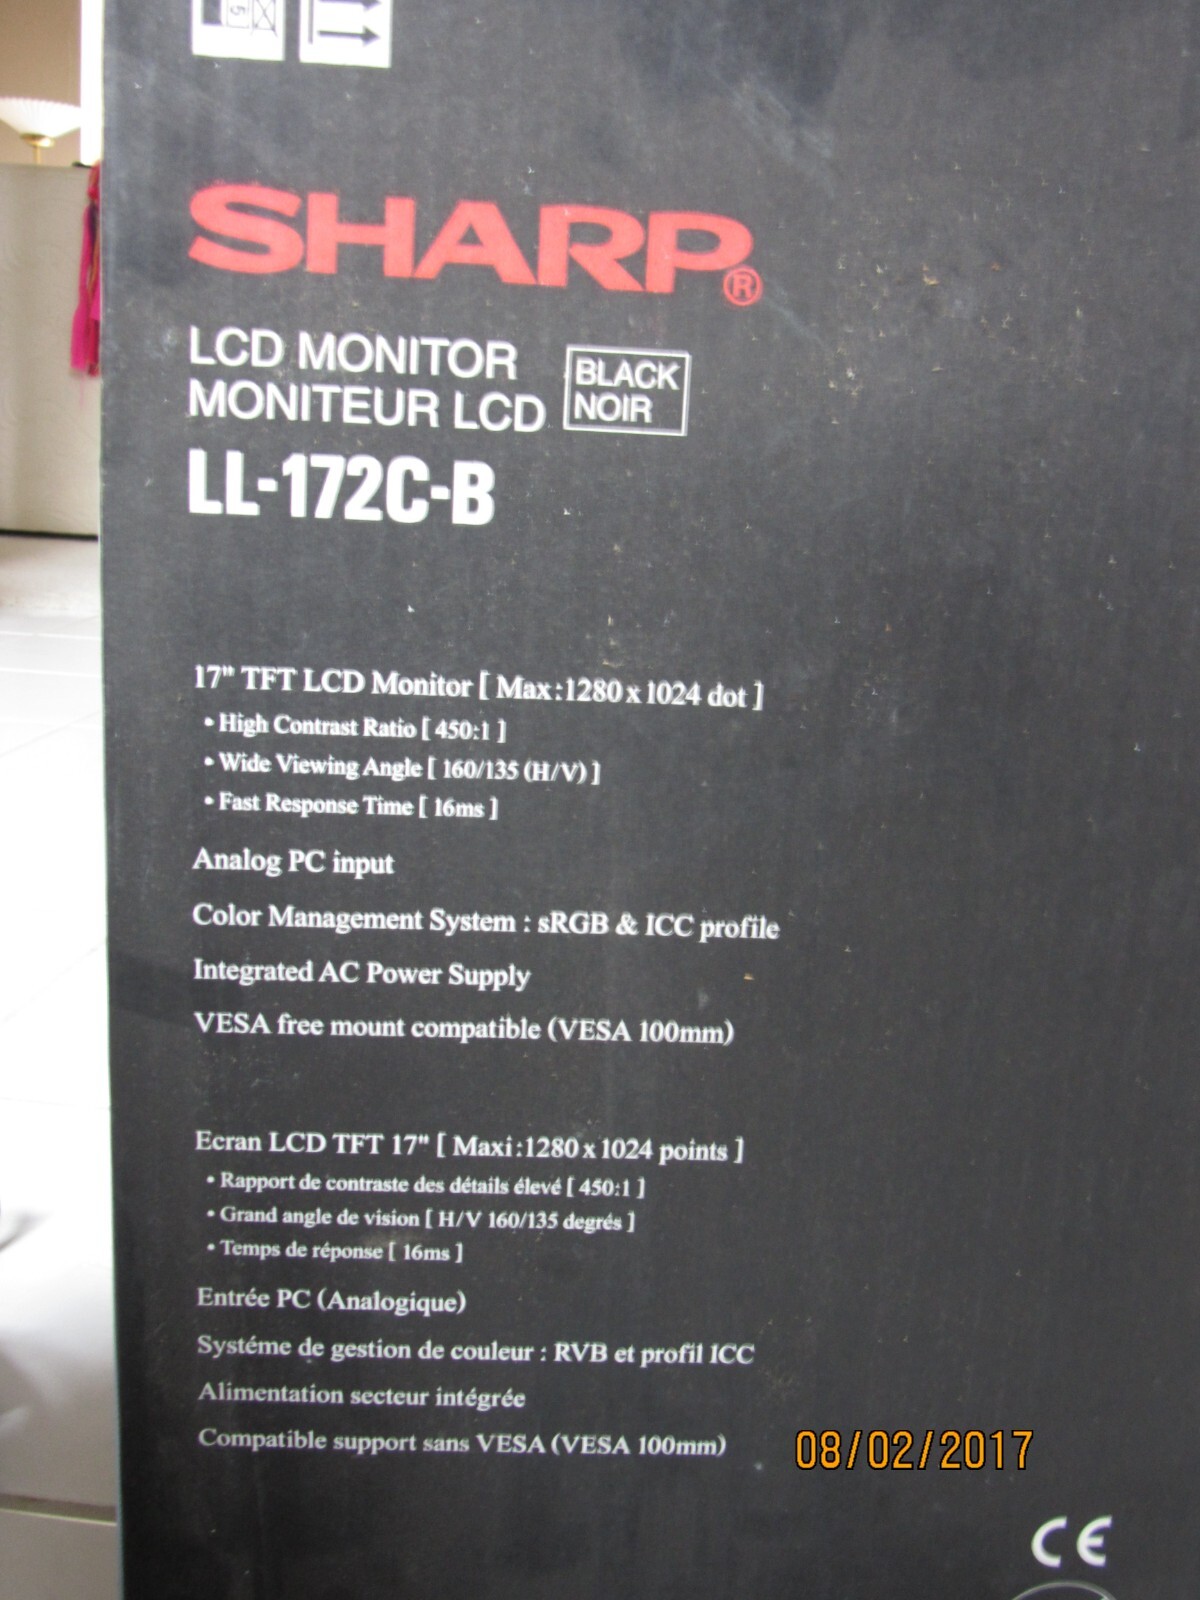 5
SHARP®
LCD MONITOR
MONITEUR LCD
BLACK
NOIR
LL-172C-B
17" TFT LCD Monitor [ Max:1280 x 1024 dot ]
• High Contrast Ratio [ 450:1 ]
• Wide Viewing Angle [ 160/135 (H/V) ]
• Fast Response Time [ 16ms ]
Analog PC input
Color Management System : sRGB & ICC profile
Integrated AC Power Supply
VESA free mount compatible (VESA 100mm)
Ecran LCD TFT 17" [ Maxi:1280 x 1024 points ]
• Rapport de contraste des détails élevé [ 450:1 ]
• Grand angle de vision [ H/V 160/135 degrés ]
• Temps de réponse [ 16ms ]
Entrée PC (Analogique)
Systéme de gestion de couleur : RVB et profil ICC
Alimentation secteur intégrée
Compatible support sans VESA (VESA 100mm)
08/02/2017
CE